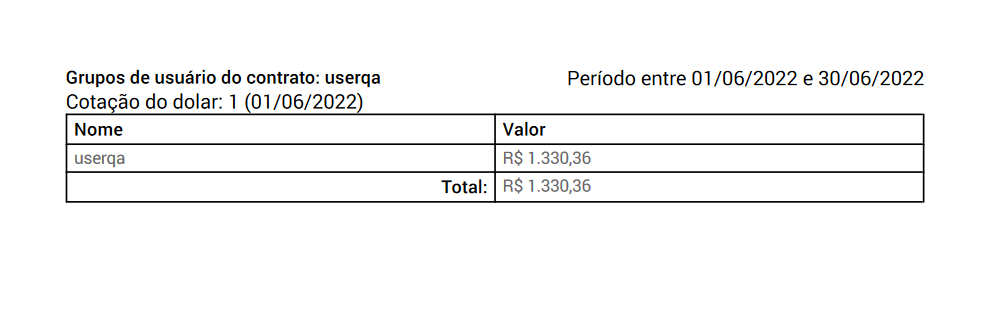 Grupos de usuário do contrato: userqa
Período entre 01/06/2022 e 30/06/2022
Cotação do dolar: 1 (01/06/2022)
Nome Valor
userqa R$ 1.330,36
Total: R$ 1.330,36